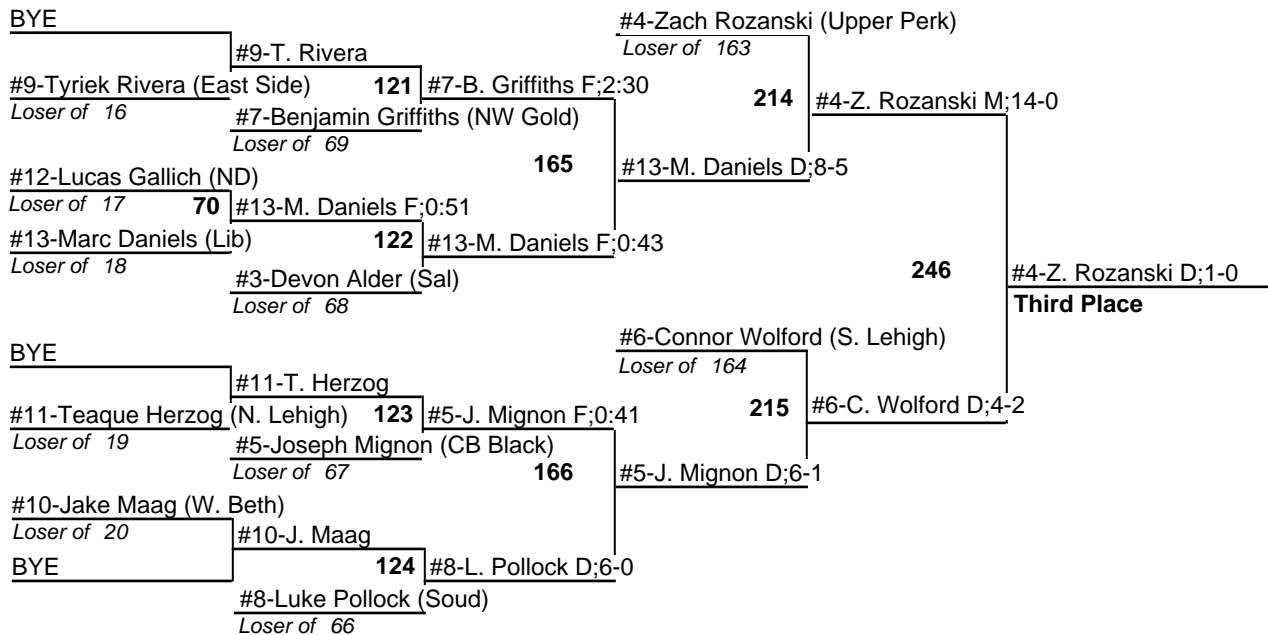 BYE
#4-Zach Rozanski (Upper Perk)
Loser of 163
#9-T. Rivera
#9-Tyriek Rivera (East Side)
121
#7-B. Griffiths F;2:30
Loser of 16
214
#4-Z. Rozanski M;14-0
#7-Benjamin Griffiths (NW Gold)
Loser of 69
165
#13-M. Daniels D;8-5
#12-Lucas Gallich (ND)
Loser of 17
70
#13-M. Daniels F;0:51
#13-Marc Daniels (Lib)
122
#13-M. Daniels F;0:43
Loser of 18
246
#4-Z. Rozanski D;1-0
#3-Devon Alder (Sal)
Loser of 68
Third Place
#6-Connor Wolford (S. Lehigh)
BYE
Loser of 164
#11-T. Herzog
#11-Teaque Herzog (N. Lehigh)
123
#5-J. Mignon F;0:41
215
#6-C. Wolford D;4-2
Loser of 19
#5-Joseph Mignon (CB Black)
Loser of 67
166
#5-J. Mignon D;6-1
#10-Jake Maag (W. Beth)
Loser of 20
#10-J. Maag
BYE
124
#8-L. Pollock D;6-0
#8-Luke Pollock (Soud)
Loser of 66